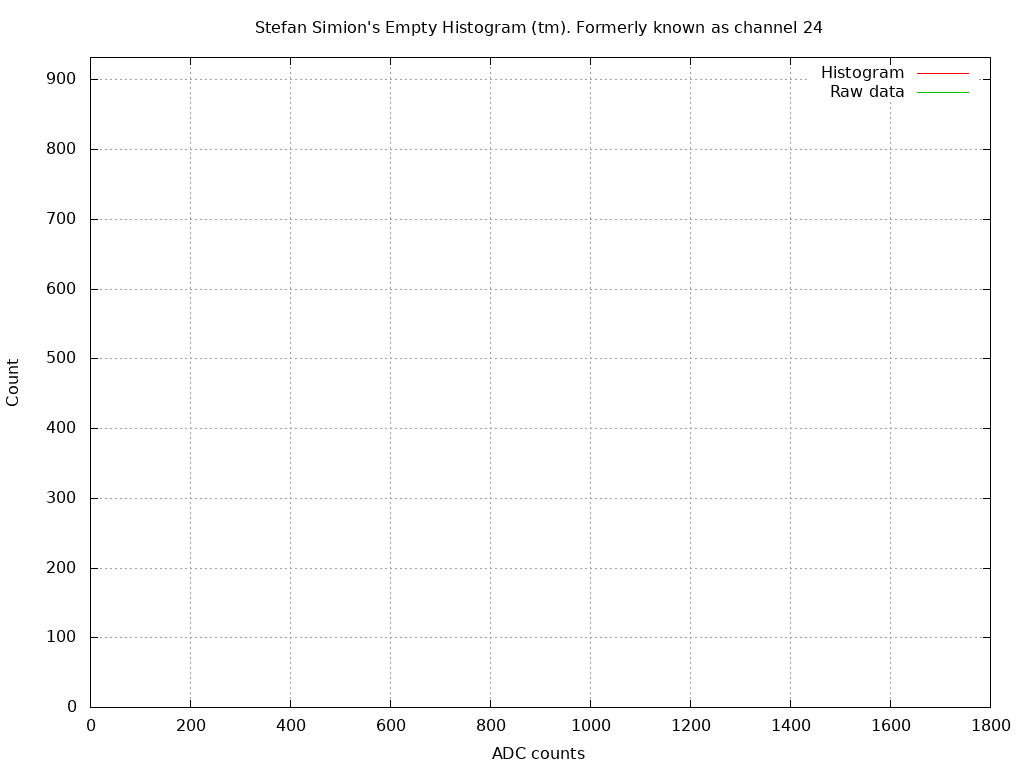 Stefan Simion's Empty Histogram (tm). Formerly known as channel 24
Histogram
Raw data
900
800
700
600
500
400
300
200
100
0
Count
0 200 400 600 800 1000 1200 1400 1600 1800
ADC counts